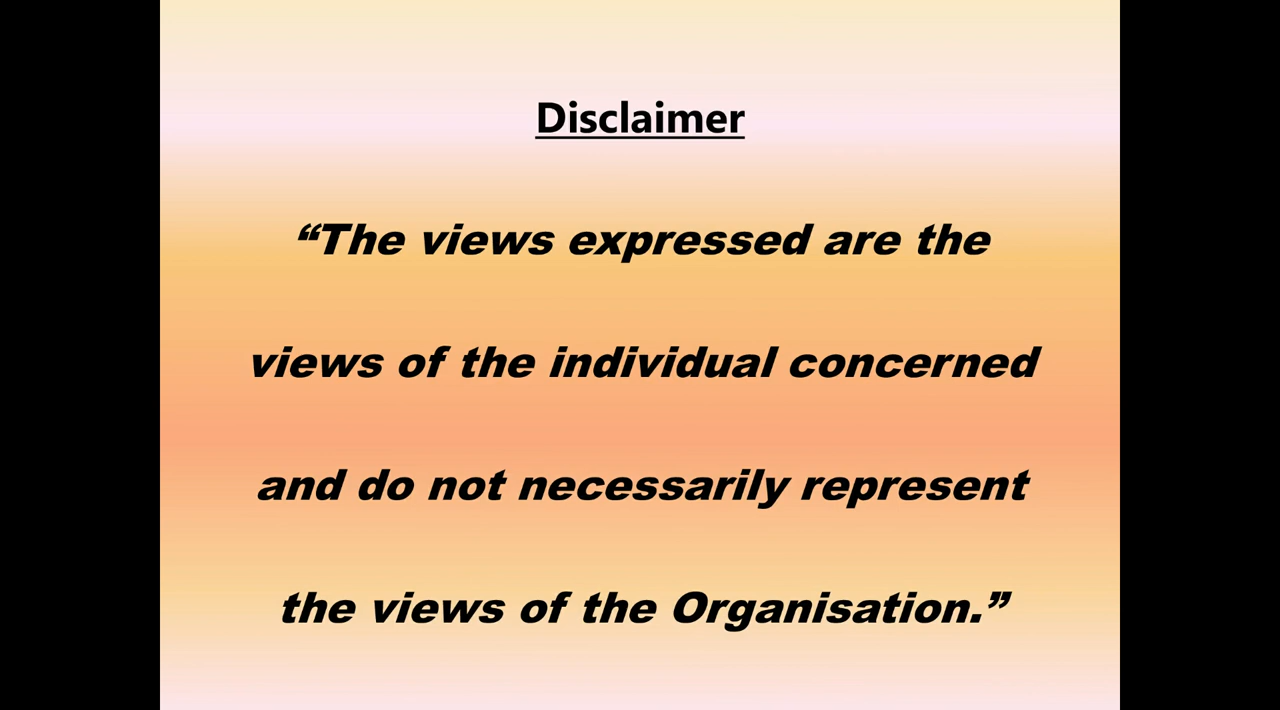 Disclaimer
“The views expressed are the
views of the individual concerned
and do not necessarily represent
the views of the Organisation.”